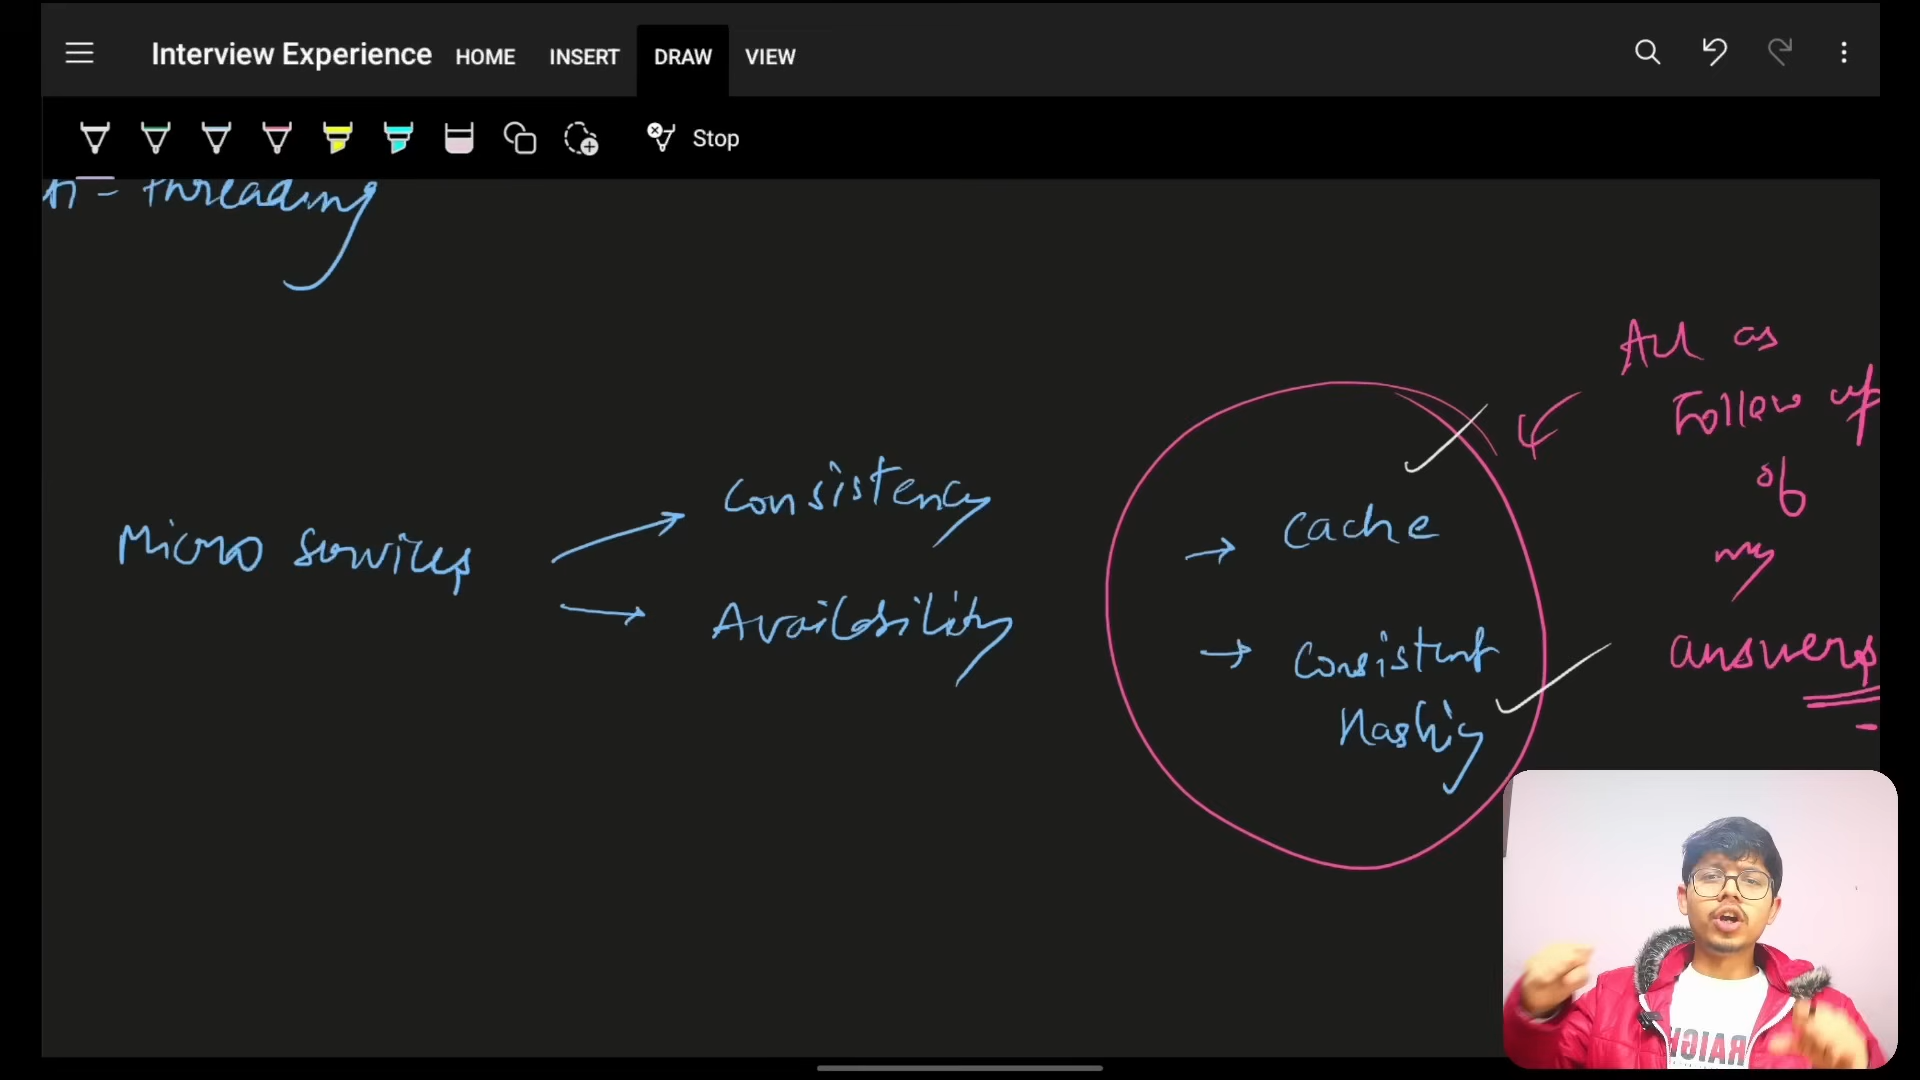 Interview Experience HOME INSERT DRAW VIEW
Stop
n - threading
Consistency
Micro Services
Availability
→ Cache
→ Consistent
Hashing
All as
Follow up
of
my
answers
RAIGH